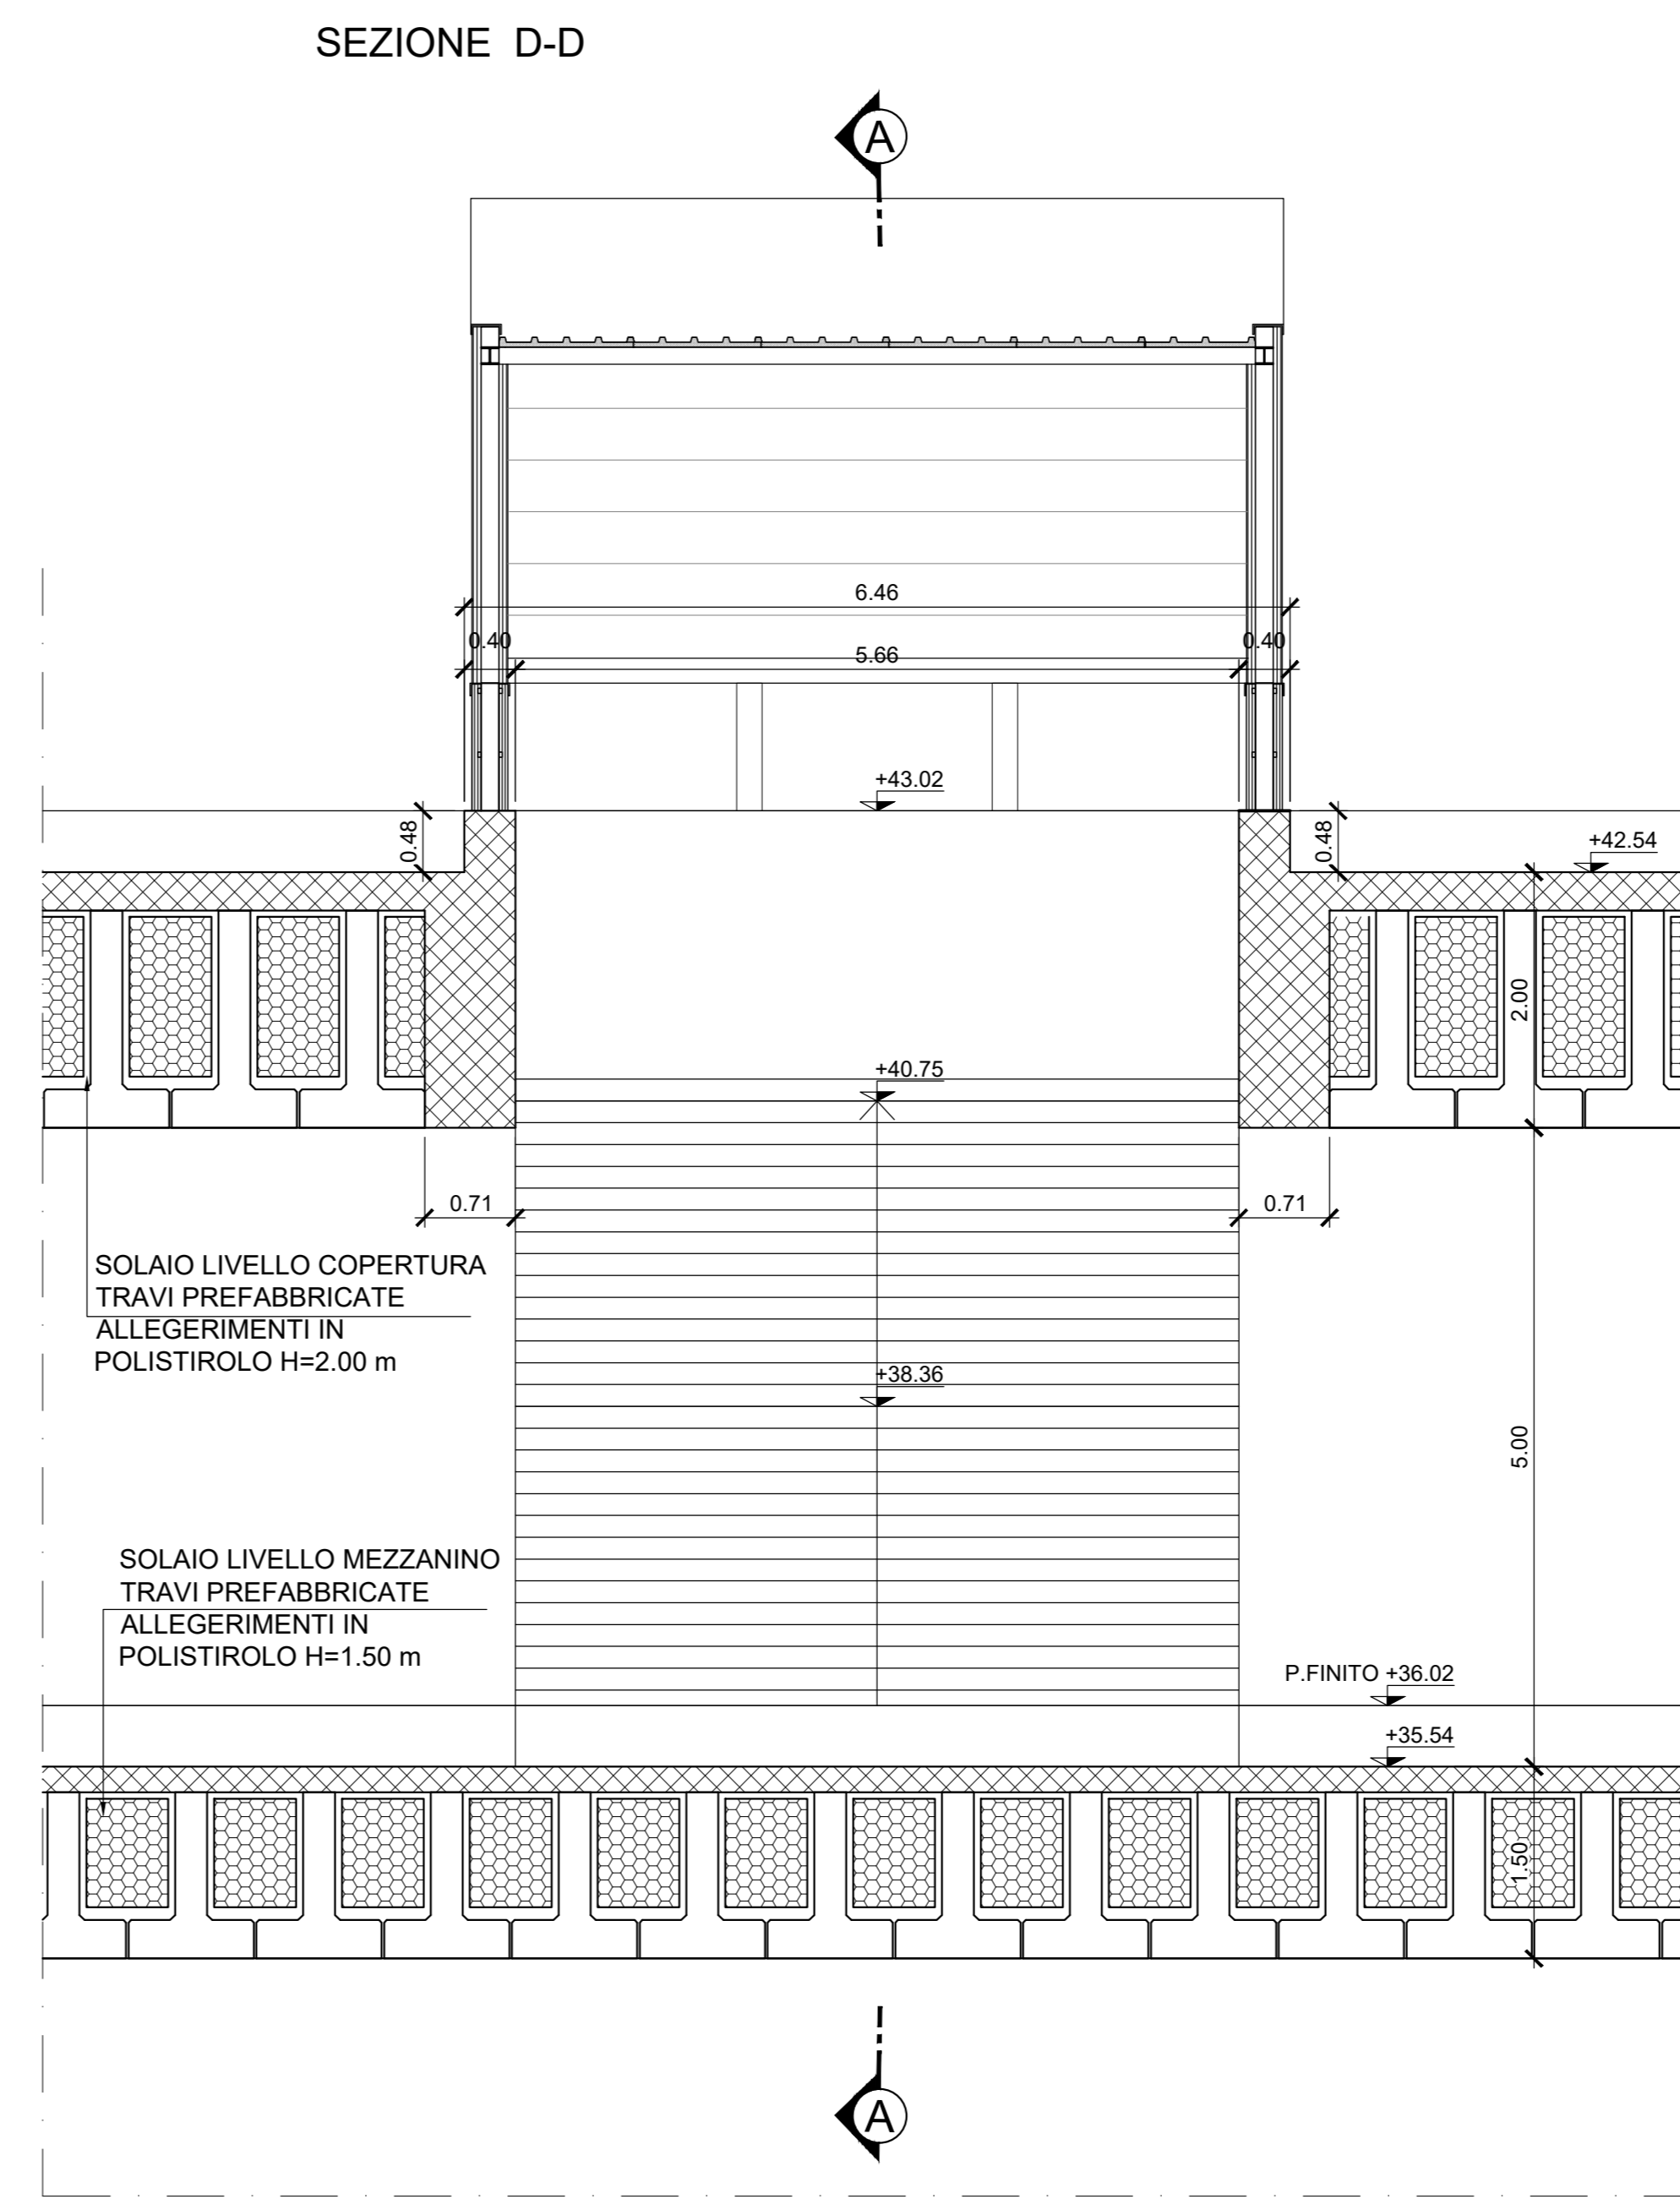 SEZIONE D-D
A
6.46
0.40
0.40
5.66
+43.02
0.48
0.48
+42.54
2.00
+40.75
0.71
0.71
SOLAIO LIVELLO COPERTURA
TRAVI PREFABBRICATE
ALLEGERIMENTI IN
POLISTIROLO H=2.00 m
+38.36
5.00
SOLAIO LIVELLO MEZZANINO
TRAVI PREFABBRICATE
ALLEGERIMENTI IN
POLISTIROLO H=1.50 m
P.FINITO +36.02
+35.54
1.50
A